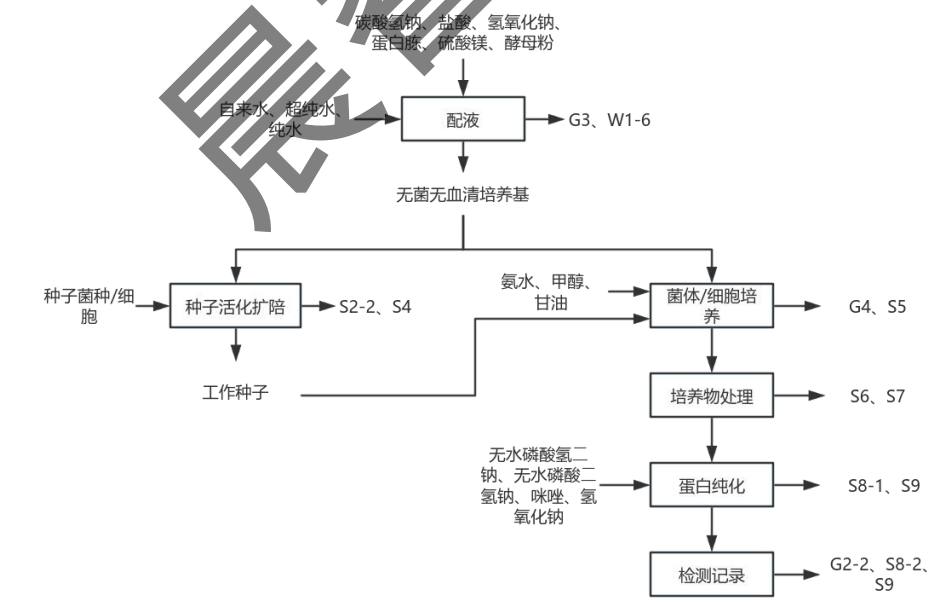 碳酸氢钠、盐酸、氢氧化钠、
蛋白胨、硫酸镁、酵母粉
自来水、超纯水、
纯水
配液
G3、W1-6
无菌无血清培养基
种子菌种/细
胞
种子活化扩陪
S2-2、S4
氨水、甲醇、
甘油
菌体/细胞培
养
G4、S5
工作种子
培养物处理
S6、S7
无水磷酸氢二
钠、无水磷酸二
氢钠、咪唑、氢
氧化钠
蛋白纯化
S8-1、S9
检测记录
G2-2、S8-2、
S9